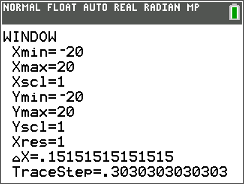 NORMAL FLOAT AUTO REAL RADIAN MP
WINDOW
Xmin=-20
Xmax=20
Xscl=1
Ymin=-20
Ymax=20
Yscl=1
Xres=1
△X=.15151515151515
TraceStep=.3030303030303